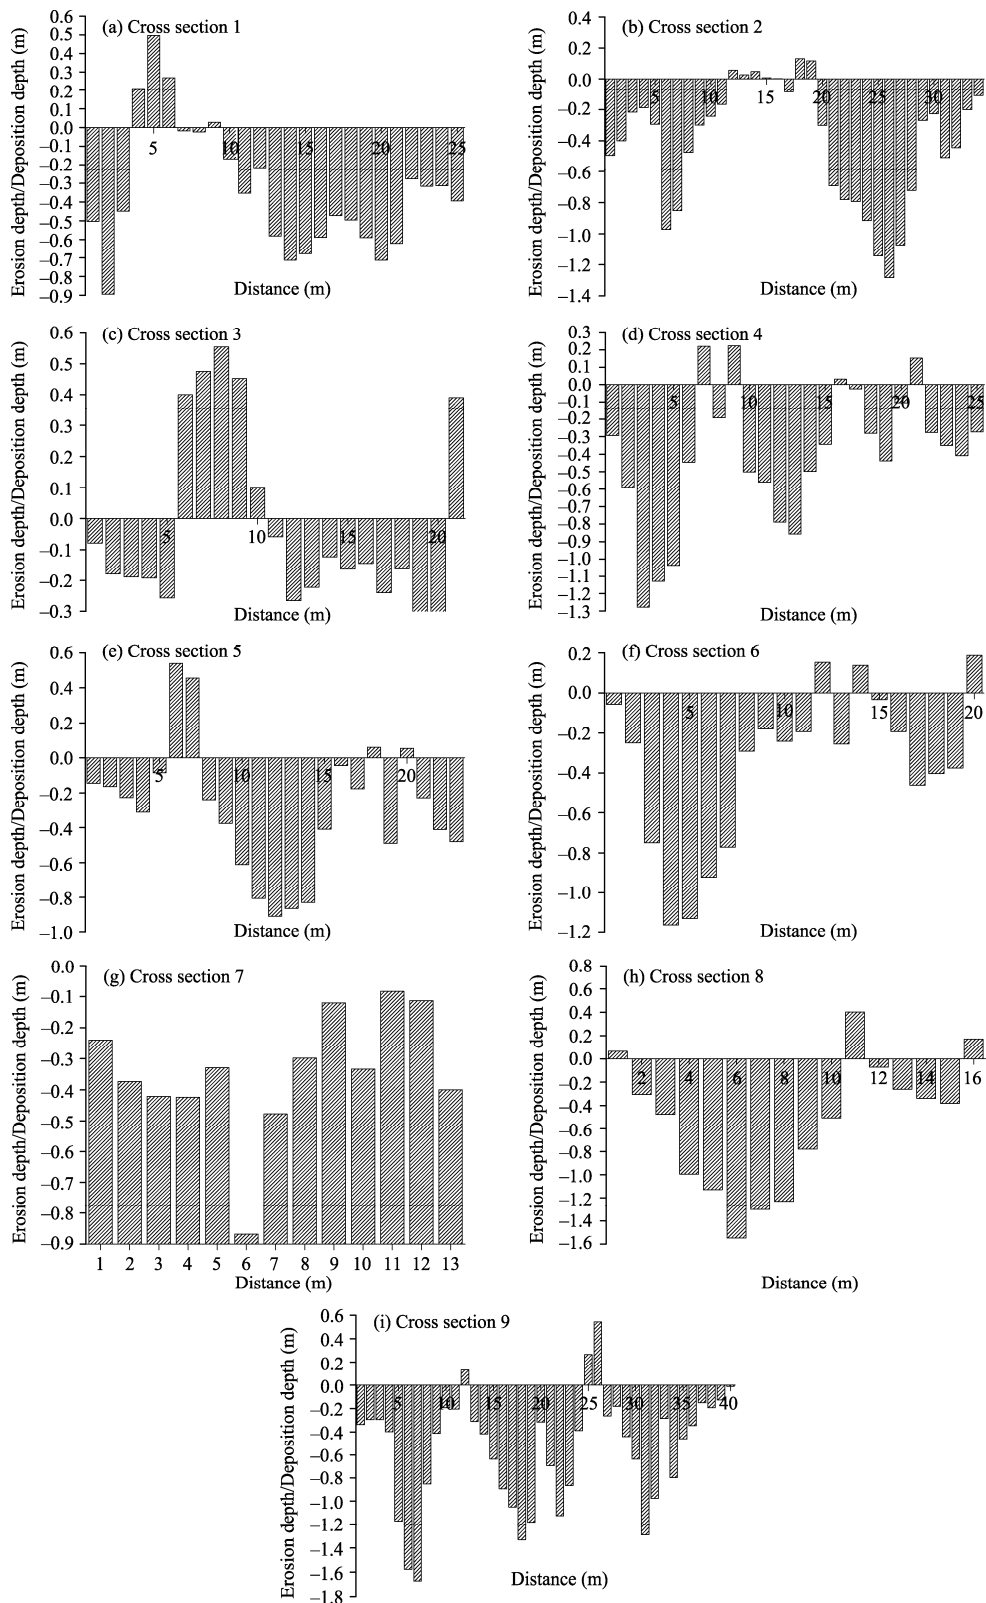 (a) Cross section 1
Erosion depth/Deposition depth (m)
0.6
0.5
0.4
0.3
0.2
0.1
0.0
–0.1
–0.2
–0.3
–0.4
–0.5
–0.6
–0.7
–0.8
–0.9
5 10 15 20 25
Distance (m)
(b) Cross section 2
Erosion depth/Deposition depth (m)
0.4
0.2
0.0
–0.2
–0.4
–0.6
–0.8
–1.0
–1.2
–1.4
5 10 15 20 25 30
Distance (m)
(c) Cross section 3
Erosion depth/Deposition depth (m)
0.6
0.5
0.4
0.3
0.2
0.1
0.0
–0.1
–0.2
–0.3
5 10 15 20
Distance (m)
(d) Cross section 4
Erosion depth/Deposition depth (m)
0.3
0.2
0.1
0.0
–0.1
–0.2
–0.3
–0.4
–0.5
–0.6
–0.7
–0.8
–0.9
–1.0
–1.1
–1.2
–1.3
5 10 15 20 25
Distance (m)
(e) Cross section 5
Erosion depth/Deposition depth (m)
0.6
0.4
0.2
0.0
–0.2
–0.4
–0.6
–0.8
–1.0
5 10 15 20
Distance (m)
(f) Cross section 6
Erosion depth/Deposition depth (m)
0.2
0.0
–0.2
–0.4
–0.6
–0.8
–1.0
–1.2
5 10 15 20
Distance (m)
(g) Cross section 7
Erosion depth/Deposition depth (m)
0.0
–0.1
–0.2
–0.3
–0.4
–0.5
–0.6
–0.7
–0.8
–0.9
1 2 3 4 5 6 7 8 9 10 11 12 13
Distance (m)
(h) Cross section 8
Erosion depth/Deposition depth (m)
0.8
0.6
0.4
0.2
0.0
–0.2
–0.4
–0.6
–0.8
–1.0
–1.2
–1.4
–1.6
2 4 6 8 10 12 14 16
Distance (m)
(i) Cross section 9
Erosion depth/Deposition depth (m)
0.6
0.4
0.2
0.0
–0.2
–0.4
–0.6
–0.8
–1.0
–1.2
–1.4
–1.6
–1.8
5 10 15 20 25 30 35 40
Distance (m)